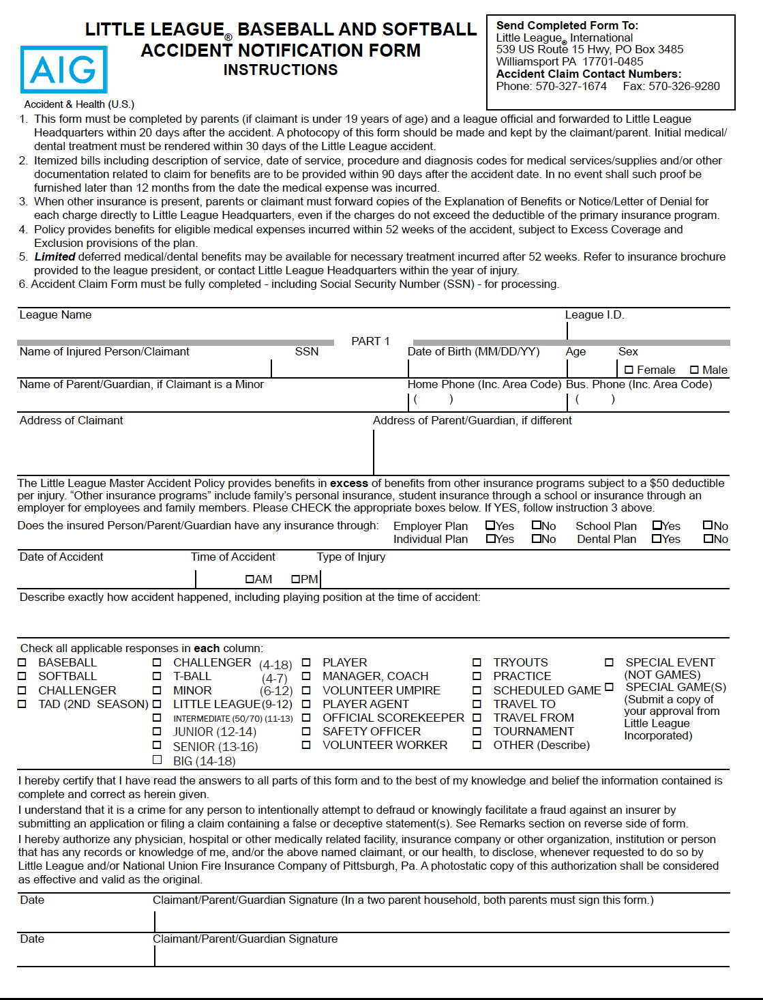 LITTLE LEAGUE® BASEBALL AND SOFTBALL
ACCIDENT NOTIFICATION FORM
INSTRUCTIONS
Send Completed Form To:
Little League® International
539 US Route 15 Hwy, PO Box 3485
Williamsport PA 17701-0485
Accident Claim Contact Numbers:
Phone: 570-327-1674 Fax: 570-326-9280
AIG
Accident & Health (U.S.)
1. This form must be completed by parents (if claimant is under 19 years of age) and a league official and forwarded to Little League
Headquarters within 20 days after the accident. A photocopy of this form should be made and kept by the claimant/parent. Initial medical/
dental treatment must be rendered within 30 days of the Little League accident.
2. Itemized bills including description of service, date of service, procedure and diagnosis codes for medical services/supplies and/or other
documentation related to claim for benefits are to be provided within 90 days after the accident date. In no event shall such proof be
furnished later than 12 months from the date the medical expense was incurred.
3. When other insurance is present, parents or claimant must forward copies of the Explanation of Benefits or Notice/Letter of Denial for
each charge directly to Little League Headquarters, even if the charges do not exceed the deductible of the primary insurance program.
4. Policy provides benefits for eligible medical expenses incurred within 52 weeks of the accident, subject to Excess Coverage and
Exclusion provisions of the plan.
5. Limited deferred medical/dental benefits may be available for necessary treatment incurred after 52 weeks. Refer to insurance brochure
provided to the league president, or contact Little League Headquarters within the year of injury.
6. Accident Claim Form must be fully completed - including Social Security Number (SSN) - for processing.
League Name League I.D.
PART 1
Name of Injured Person/Claimant SSN Date of Birth (MM/DD/YY) Age Sex
☐ Female ☐ Male
Name of Parent/Guardian, if Claimant is a Minor Home Phone (Inc. Area Code) Bus. Phone (Inc. Area Code)
( ) ( )
Address of Claimant Address of Parent/Guardian, if different
The Little League Master Accident Policy provides benefits in excess of benefits from other insurance programs subject to a $50 deductible
per injury. “Other insurance programs” include family’s personal insurance, student insurance through a school or insurance through an
employer for employees and family members. Please CHECK the appropriate boxes below. If YES, follow instruction 3 above.
Does the insured Person/Parent/Guardian have any insurance through: Employer Plan ☐Yes ☐No School Plan ☐Yes ☐No
Individual Plan ☐Yes ☐No Dental Plan ☐Yes ☐No
Date of Accident Time of Accident Type of Injury
☐AM ☐PM
Describe exactly how accident happened, including playing position at the time of accident:
Check all applicable responses in each column:
☐ BASEBALL ☐ CHALLENGER (4-18) ☐ PLAYER ☐ TRYOUTS ☐ SPECIAL EVENT
☐ SOFTBALL ☐ T-BALL (4-7) ☐ MANAGER, COACH ☐ PRACTICE (NOT GAMES)
☐ CHALLENGER ☐ MINOR (6-12) ☐ VOLUNTEER UMPIRE ☐ SCHEDULED GAME ☐ SPECIAL GAME(S)
☐ TAD (2ND SEASON) ☐ LITTLE LEAGUE(9-12) ☐ PLAYER AGENT ☐ TRAVEL TO (Submit a copy of
☐ INTERMEDIATE (50/70) (11-13) ☐ OFFICIAL SCOREKEEPER ☐ TRAVEL FROM your approval from
☐ JUNIOR (12-14) ☐ SAFETY OFFICER ☐ TOURNAMENT Little League
☐ SENIOR (13-16) ☐ VOLUNTEER WORKER ☐ OTHER (Describe) Incorporated)
☐ BIG (14-18)
I hereby certify that I have read the answers to all parts of this form and to the best of my knowledge and belief the information contained is
complete and correct as herein given.
I understand that it is a crime for any person to intentionally attempt to defraud or knowingly facilitate a fraud against an insurer by
submitting an application or filing a claim containing a false or deceptive statement(s). See Remarks section on reverse side of form.
I hereby authorize any physician, hospital or other medically related facility, insurance company or other organization, institution or person
that has any records or knowledge of me, and/or the above named claimant, or our health, to disclose, whenever requested to do so by
Little League and/or National Union Fire Insurance Company of Pittsburgh, Pa. A photostatic copy of this authorization shall be considered
as effective and valid as the original.
Date Claimant/Parent/Guardian Signature (In a two parent household, both parents must sign this form.)
Date Claimant/Parent/Guardian Signature